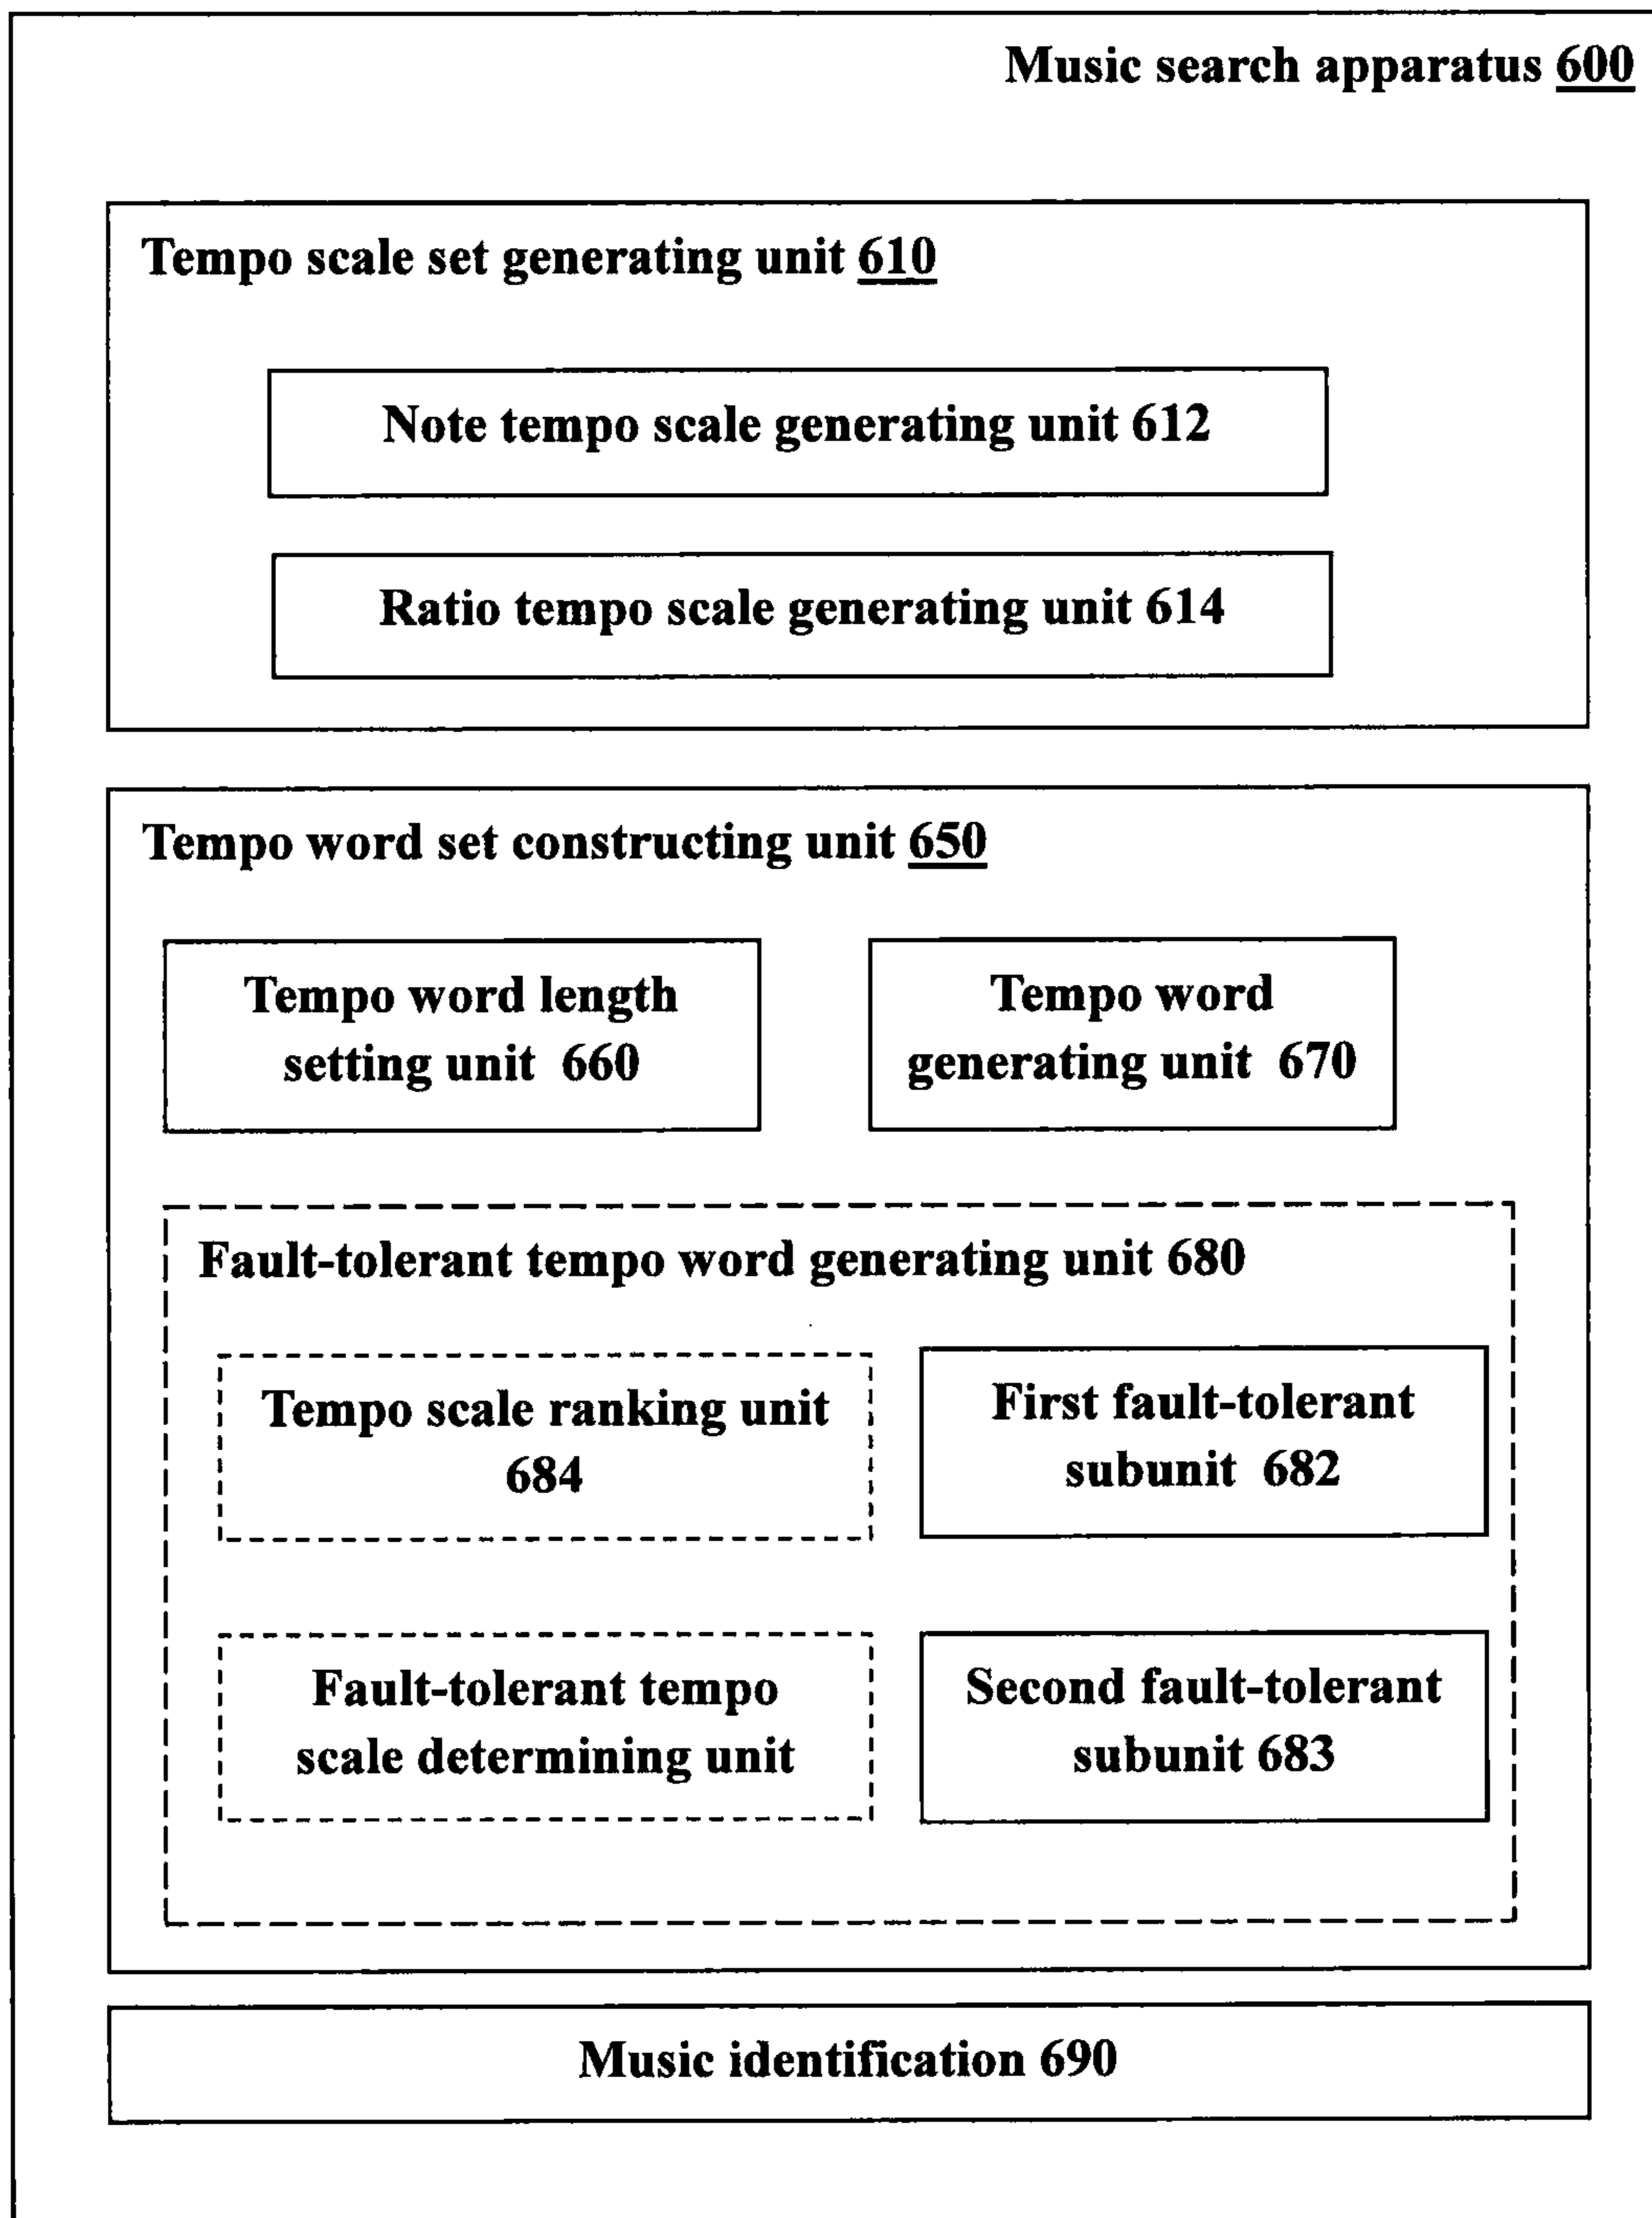 Music search apparatus 600
Tempo scale set generating unit 610
Note tempo scale generating unit 612
Ratio tempo scale generating unit 614
Tempo word set constructing unit 650
Tempo word length
setting unit 660
Tempo word
generating unit 670
Fault-tolerant tempo word generating unit 680
Tempo scale ranking unit
684
First fault-tolerant
subunit 682
Fault-tolerant tempo
scale determining unit
Second fault-tolerant
subunit 683
Music identification 690